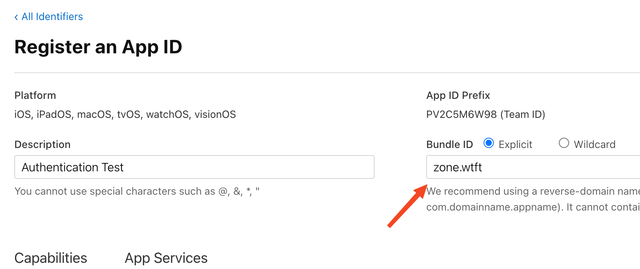 ‹ All Identifiers
Register an App ID
Platform
iOS, iPadOS, macOS, tvOS, watchOS, visionOS
App ID Prefix
PV2C5M6W98 (Team ID)
Description
Authentication Test
You cannot use special characters such as @, &, *, "
Bundle ID Explicit Wildcard
zone.wtft
We recommend using a reverse-domain name
com.domainname.appname). It cannot contai
Capabilities App Services